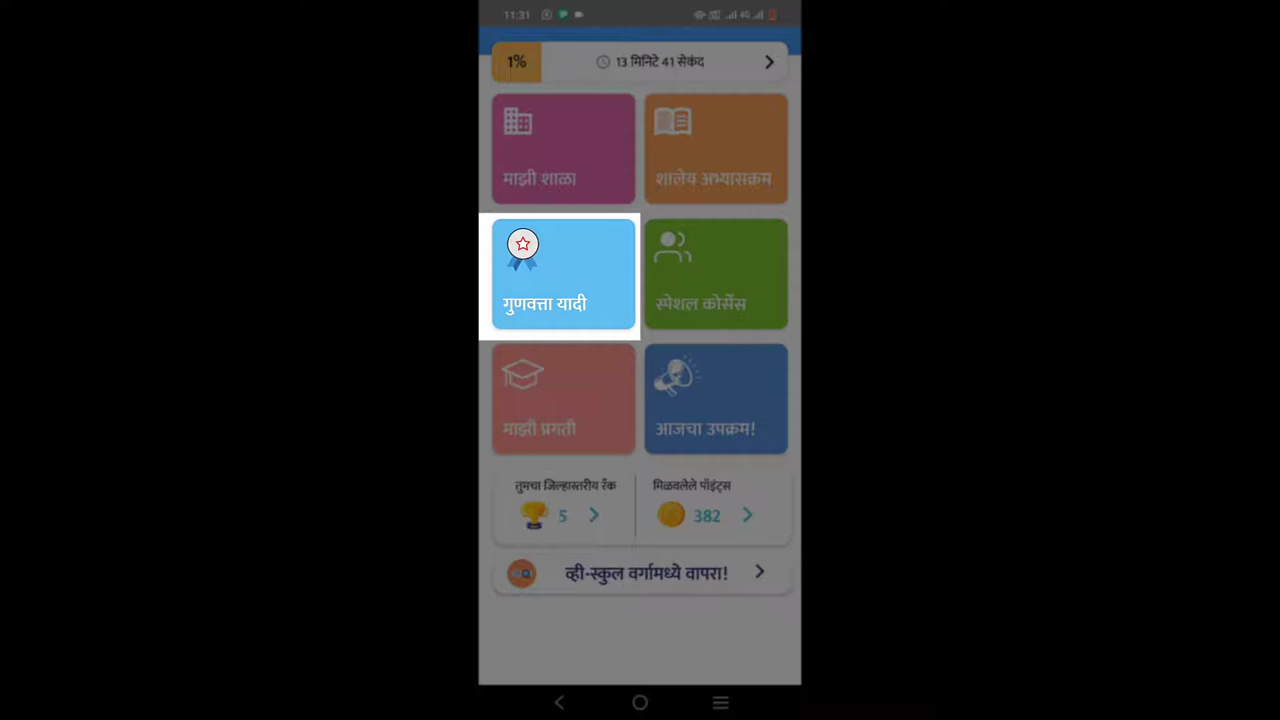 11:31
4G
1%
13 मिनिटे 41 सेकंद
माझी शाळा
शालेय अभ्यासक्रम
गुणवत्ता यादी
स्पेशल कोर्सेस
माझी प्रगती
आजचा उपक्रम!
तुमचा जिल्हास्तरीय रँक
मिळवलेले पॉइंट्स
5
382
व्ही-स्कुल वर्गामध्ये वापरा!